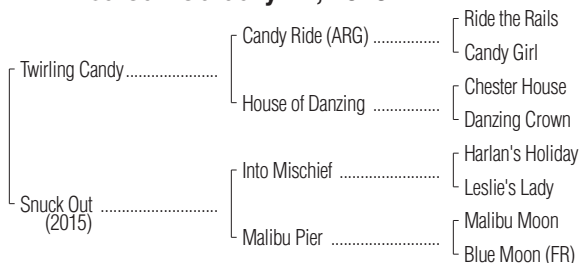 Ride the Rails
Candy Ride (ARG) ................
Candy Girl
Twirling Candy ......................
Chester House
House of Danzing ................
Danzing Crown
Harlan's Holiday
Into Mischief .........................
Leslie's Lady
Snuck Out ............................
(2015)
Malibu Moon
Malibu Pier ...........................
Blue Moon (FR)